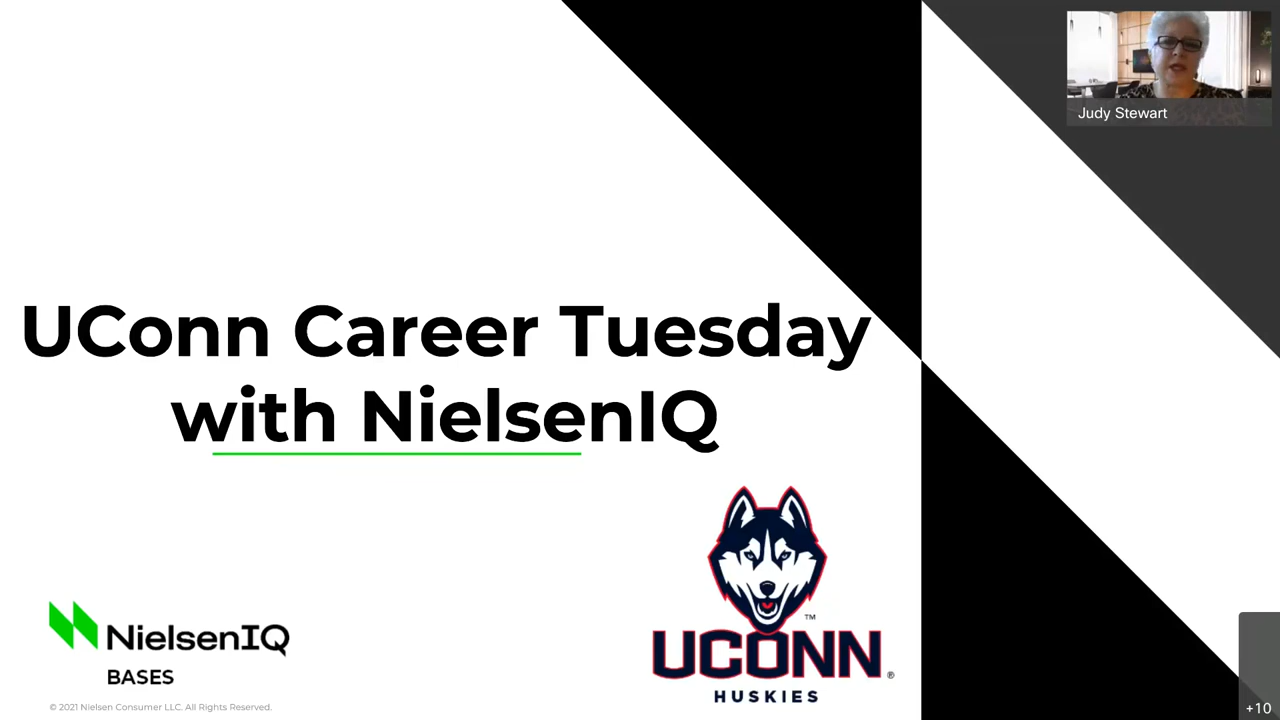 Judy Stewart
UConn Career Tuesday
with NielsenIQ
NielsenIQ
BASES
© 2021 Nielsen Consumer LLC. All Rights Reserved.
™
UCONN®
HUSKIES
+10